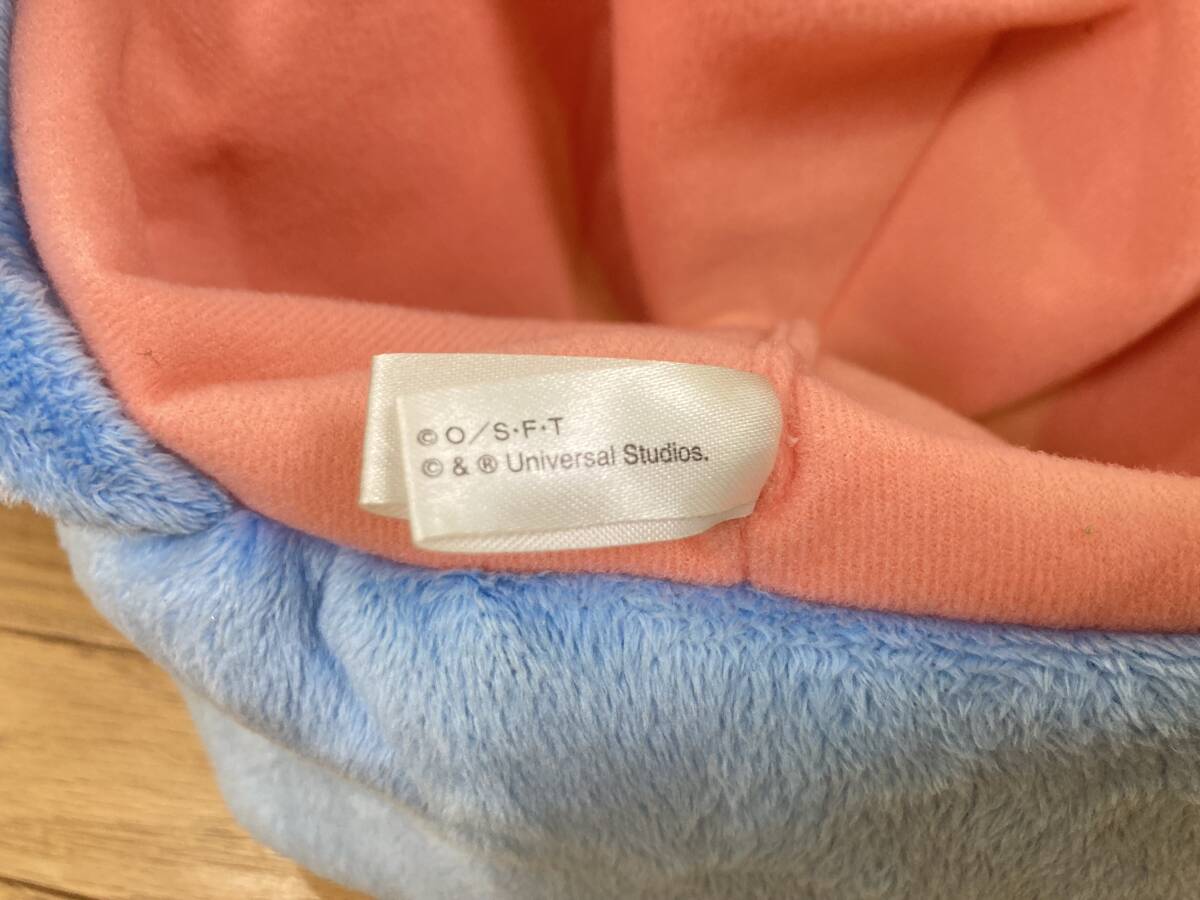 © O／S・F・T
© & ® Universal Studios.